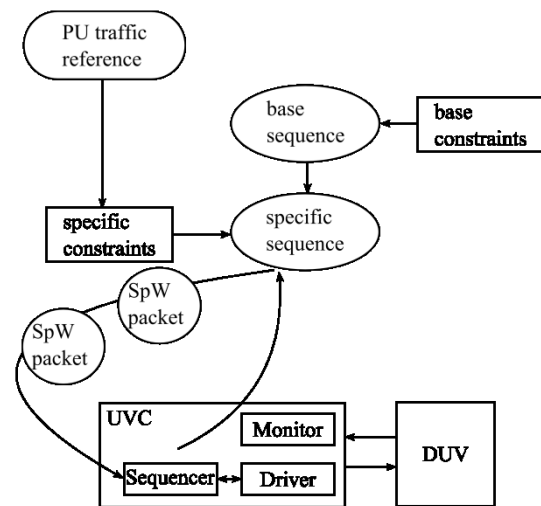 PU traffic
reference
base
sequence
base
constraints
specific
constraints
specific
sequence
SpW
packet
SpW
packet
UVC
Monitor
Sequencer
Driver
DUV